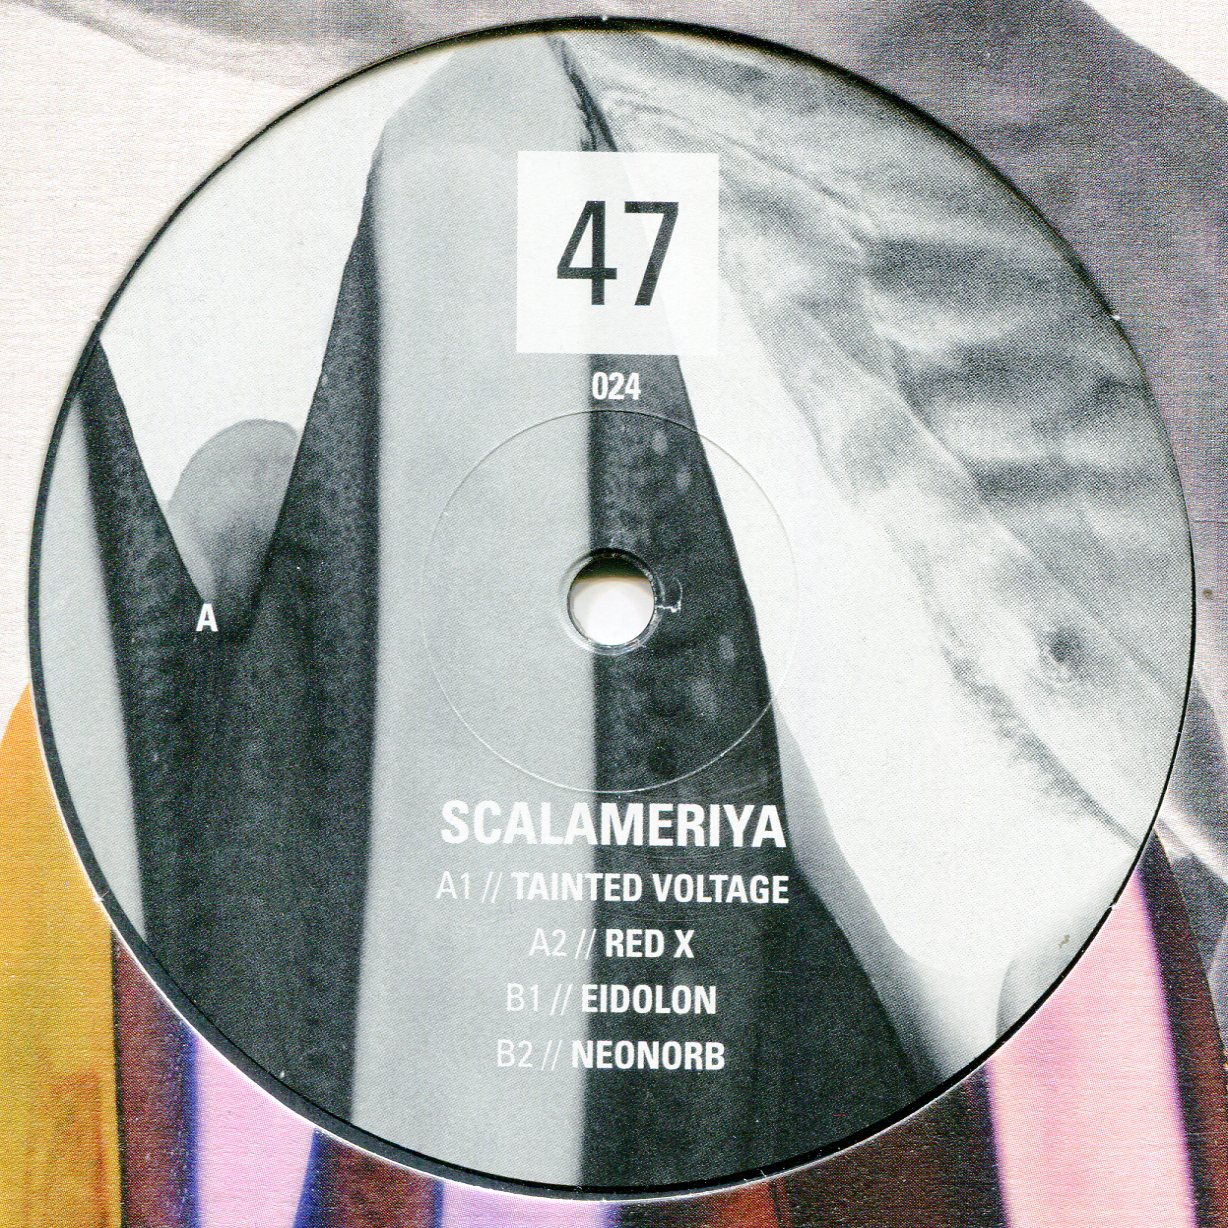 47
024
A
SCALAMERIYA
A1 // TAINTED VOLTAGE
A2 // RED X
B1 // EIDOLON
B2 // NEONORB